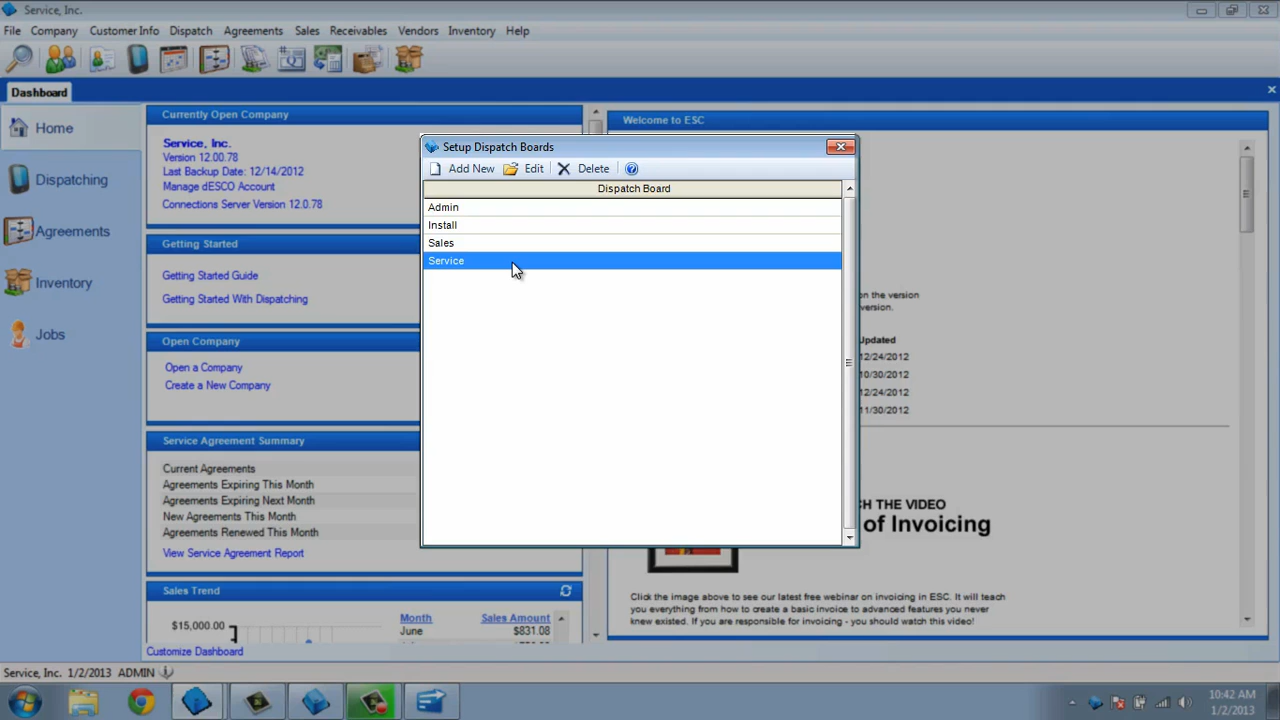 Service, Inc.
File Company Customer Info Dispatch Agreements Sales Receivables Vendors Inventory Help
Dashboard
Home
Dispatching
Agreements
Inventory
Jobs
Currently Open Company
Service, Inc.
Version 12.00.78
Last Backup Date: 12/14/2012
Manage dESCO Account
Connections Server Version 12.0.78
Getting Started
Getting Started Guide
Getting Started With Dispatching
Open Company
Open a Company
Create a New Company
Service Agreement Summary
Current Agreements
Agreements Expiring This Month
Agreements Expiring Next Month
New Agreements This Month
Agreements Renewed This Month
View Service Agreement Report
Sales Trend
$15,000.00
Month Sales Amount
June $831.08
Customize Dashboard
Setup Dispatch Boards
Add New Edit Delete
Dispatch Board
Admin
Install
Sales
Service
Welcome to ESC
on the version
version.
Updated
12/24/2012
10/30/2012
12/24/2012
11/30/2012
CH THE VIDEO
of Invoicing
Click the image above to see our latest free webinar on invoicing in ESC. It will teach
you everything from how to create a basic invoice to advanced features you never
knew existed. If you are responsible for invoicing - you should watch this video!
Service, Inc. 1/2/2013 ADMIN
10:42 AM
1/2/2013